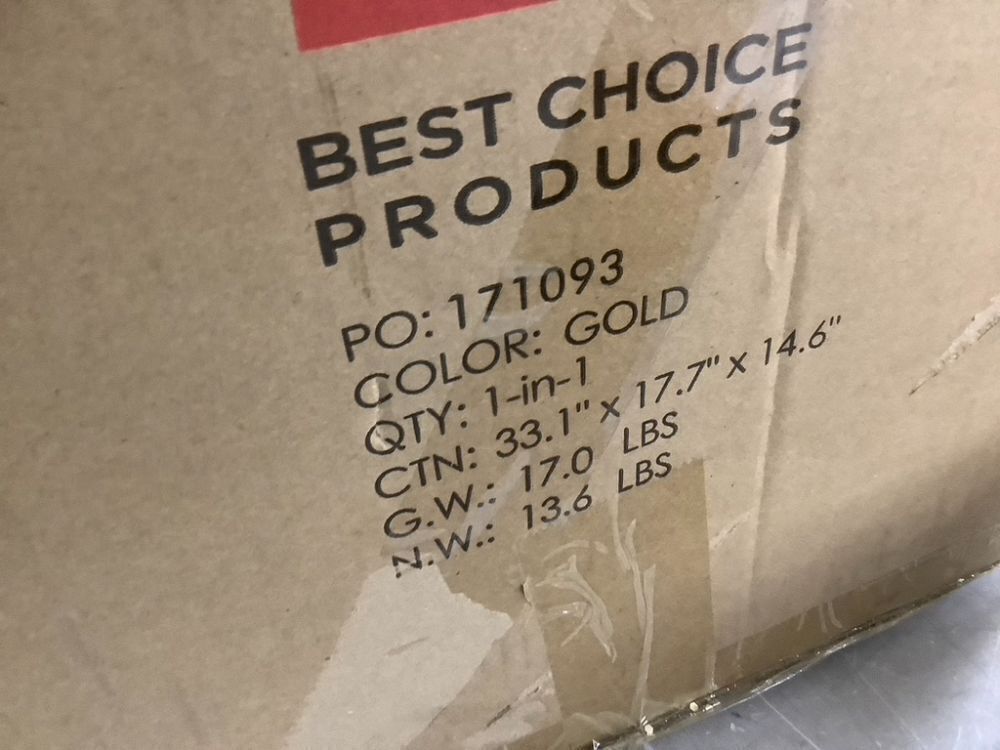 BEST CHOICE
PRODUCTS
PO: 171093
COLOR: GOLD
QTY: 1-in-1
CTN: 33.1" x 17.7" x 14.6"
G.W.: 17.0 LBS
N.W.: 13.6 LBS